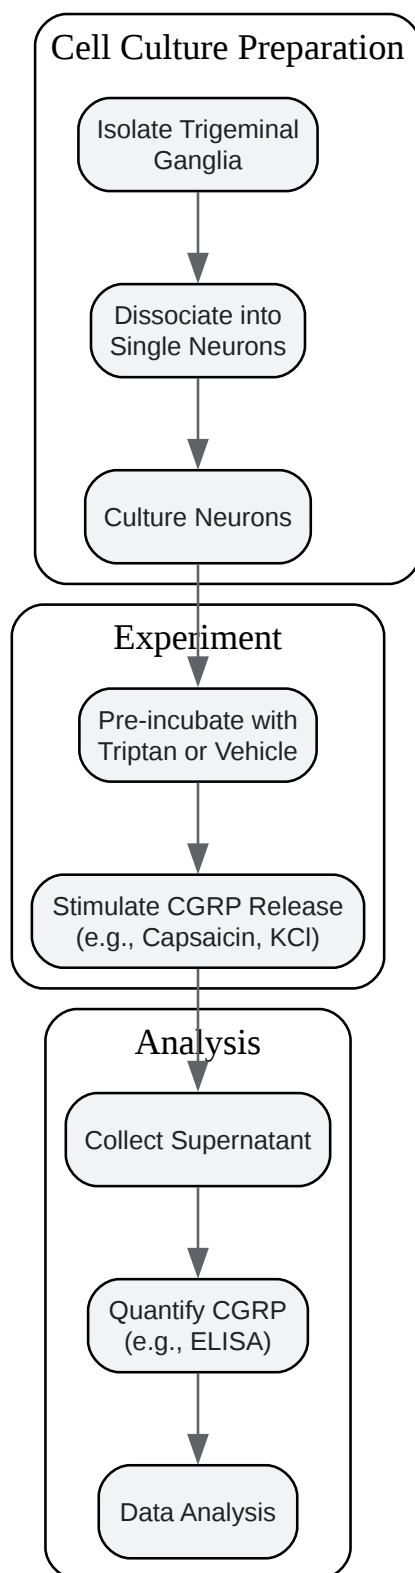 Cell Culture Preparation
Isolate Trigeminal
Ganglia
Dissociate into
Single Neurons
Culture Neurons
Experiment
Pre-incubate with
Triptan or Vehicle
Stimulate CGRP Release
(e.g., Capsaicin, KCl)
Analysis
Collect Supernatant
Quantify CGRP
(e.g., ELISA)
Data Analysis